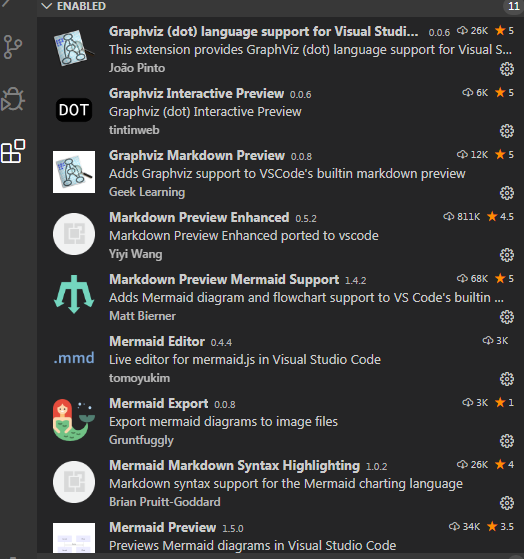 ENABLED 11
Graphviz (dot) language support for Visual Studi... 0.0.6 26K ★ 5
This extension provides GraphViz (dot) language support for Visual S...
João Pinto
DOT
Graphviz Interactive Preview 0.0.6 6K ★ 5
Graphviz (dot) Interactive Preview
tintinweb
Graphviz Markdown Preview 0.0.8 12K ★ 5
Adds Graphviz support to VSCode's builtin markdown preview
Geek Learning
Markdown Preview Enhanced 0.5.2 811K ★ 4.5
Markdown Preview Enhanced ported to vscode
Yiyi Wang
Markdown Preview Mermaid Support 1.4.2 68K ★ 5
Adds Mermaid diagram and flowchart support to VS Code's builtin ...
Matt Bierner
.mmd
Mermaid Editor 0.4.4 3K
Live editor for mermaid.js in Visual Studio Code
tomoyukim
Mermaid Export 0.0.8 3K ★ 1
Export mermaid diagrams to image files
Gruntfuggly
Mermaid Markdown Syntax Highlighting 1.0.2 26K ★ 4
Markdown syntax support for the Mermaid charting language
Brian Pruitt-Goddard
Mermaid Preview 1.5.0 34K ★ 3.5
Previews Mermaid diagrams in Visual Studio Code